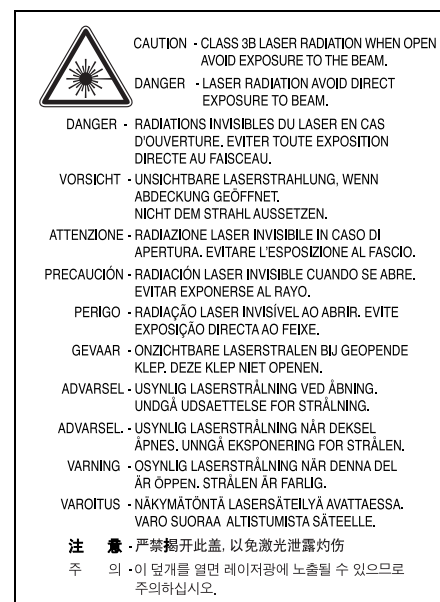 CAUTION - CLASS 3B LASER RADIATION WHEN OPEN
AVOID EXPOSURE TO THE BEAM.
DANGER - LASER RADIATION AVOID DIRECT
EXPOSURE TO BEAM.
DANGER - RADIATIONS INVISIBLES DU LASER EN CAS
D'OUVERTURE. EVITER TOUTE EXPOSITION
DIRECTE AU FAISCEAU.
VORSICHT - UNSICHTBARE LASERSTRAHLUNG, WENN
ABDECKUNG GEÖFFNET.
NICHT DEM STRAHL AUSSETZEN.
ATTENZIONE - RADIAZIONE LASER INVISIBILE IN CASO DI
APERTURA. EVITARE L'ESPOSIZIONE AL FASCIO.
PRECAUCIÓN - RADIACIÓN LASER INVISIBLE CUANDO SE ABRE.
EVITAR EXPONERSE AL RAYO.
PERIGO - RADIAÇÃO LASER INVISÍVEL AO ABRIR. EVITE
EXPOSIÇÃO DIRECTA AO FEIXE.
GEVAAR - ONZICHTBARE LASERSTRALEN BIJ GEOPENDE
KLEP. DEZE KLEP NIET OPENEN.
ADVARSEL - USYNLIG LASERSTRÅLNING VED ÅBNING.
UNDGÅ UDSAETTELSE FOR STRÅLNING.
ADVARSEL. - USYNLIG LASERSTRÅLNING NÅR DEKSEL
ÅPNES. UNNGÅ EKSPONERING FOR STRÅLEN.
VARNING - OSYNLIG LASERSTRÅLNING NÄR DENNA DEL
ÄR ÖPPEN. STRÅLEN ÄR FARLIG.
VAROITUS - NÄKYMÄTÖNTÄ LASERSÄTEILYÄ AVATTAESSA.
VARO SUORAA ALTISTUMISTA SÄTEELLE.
注 意 - 严禁揭开此盖, 以免激光泄露灼伤
주 의 - 이 덮개를 열면 레이저광에 노출될 수 있으므로
주의하십시오.